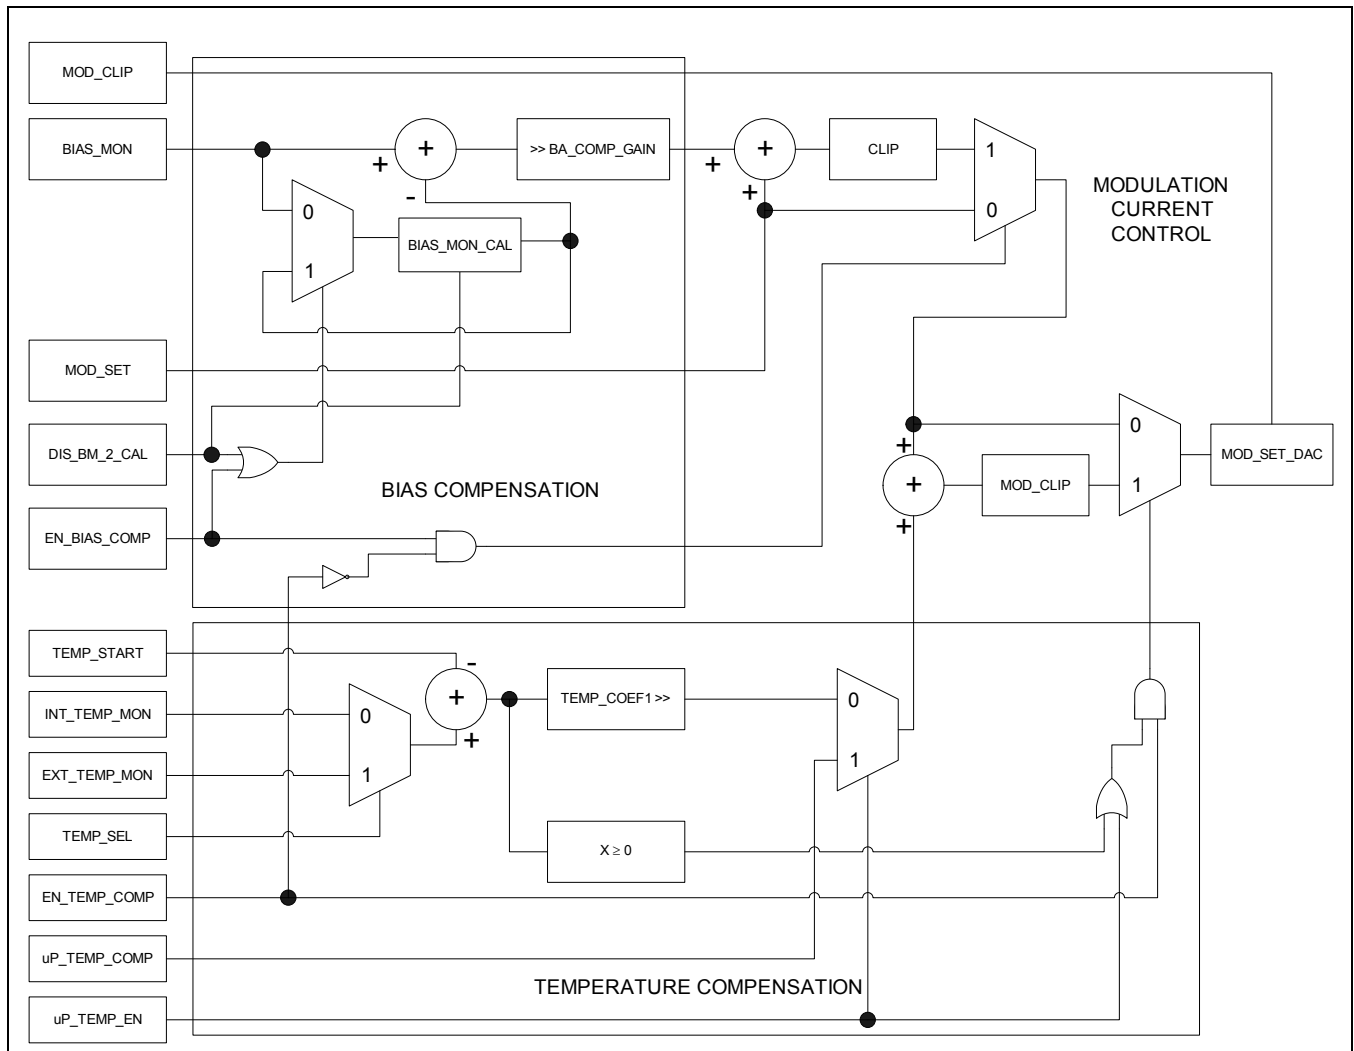 MOD_CLIP
BIAS_MON
+
+
-
>> BA_COMP_GAIN
+
+
+
CLIP
1
0
MODULATION
CURRENT
CONTROL
0
1
BIAS_MON_CAL
MOD_SET
DIS_BM_2_CAL
EN_BIAS_COMP
BIAS COMPENSATION
+
+
+
MOD_CLIP
0
1
MOD_SET_DAC
TEMP_START
INT_TEMP_MON
EXT_TEMP_MON
TEMP_SEL
EN_TEMP_COMP
uP_TEMP_COMP
uP_TEMP_EN
0
1
-
+
+
TEMP_COEF1 >>
X ≥ 0
0
1
TEMPERATURE COMPENSATION